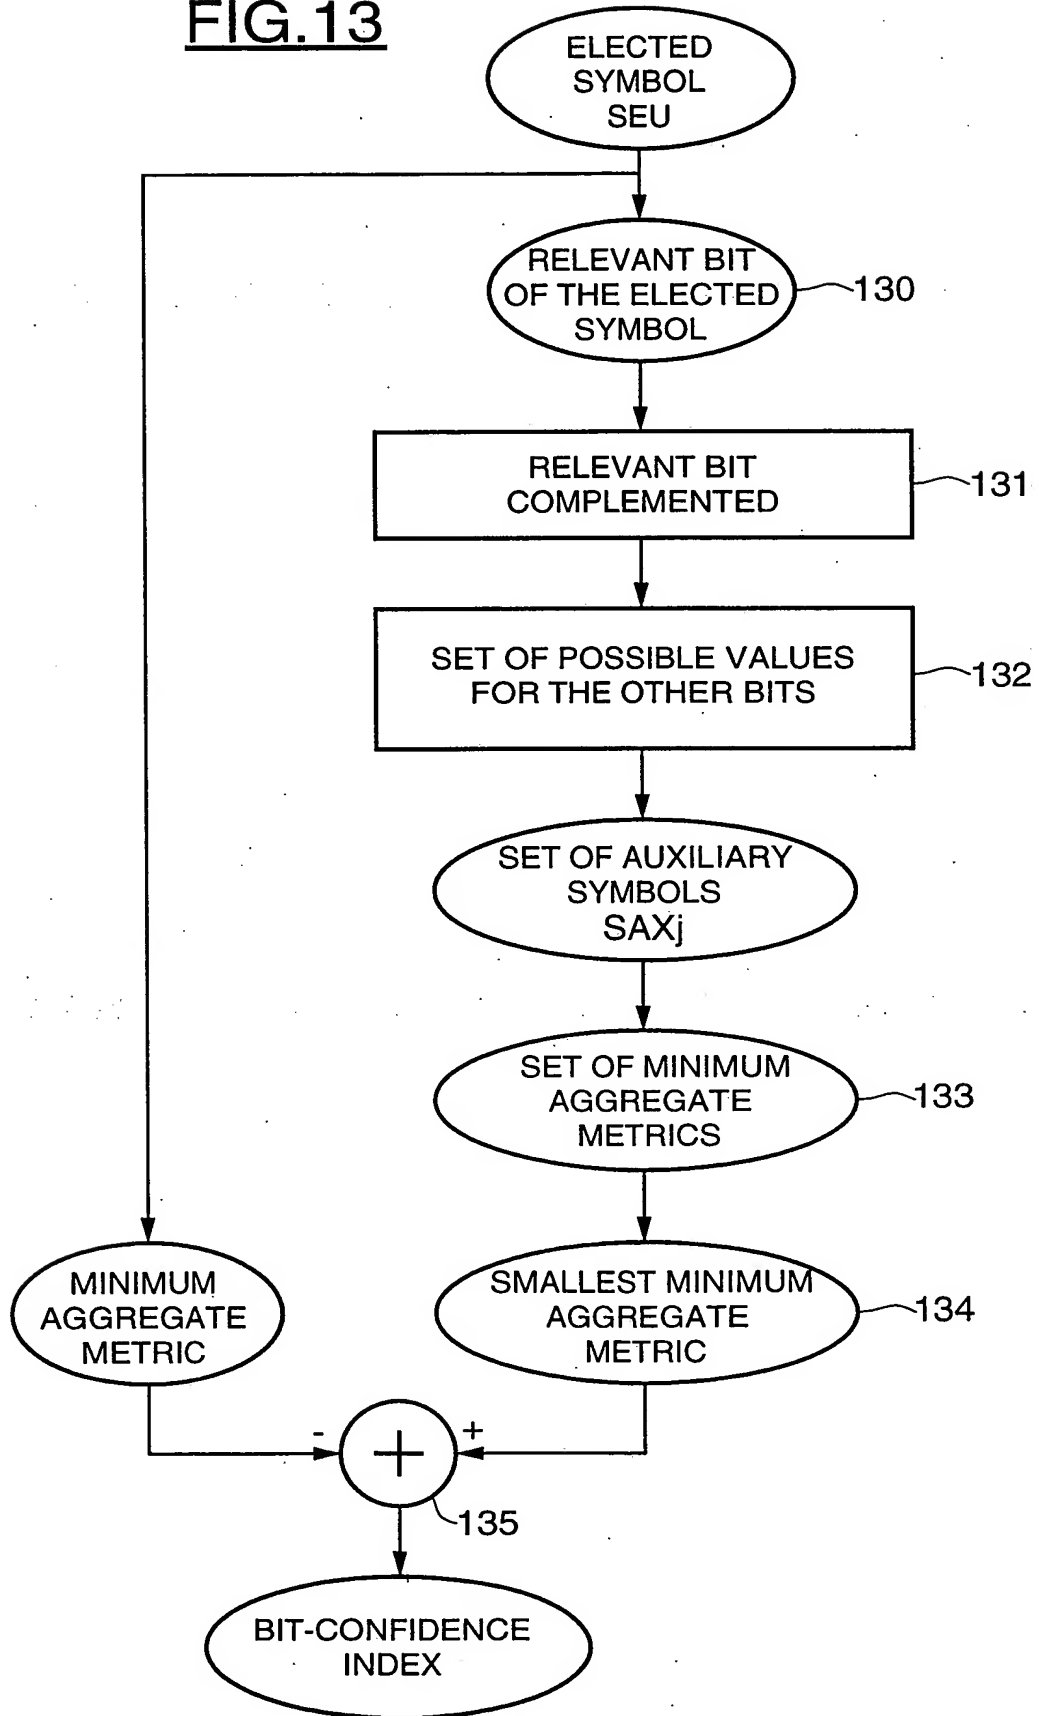 FIG.13
ELECTED
SYMBOL
SEU
RELEVANT BIT
OF THE ELECTED
SYMBOL
130
RELEVANT BIT
COMPLEMENTED
131
SET OF POSSIBLE VALUES
FOR THE OTHER BITS
132
SET OF AUXILIARY
SYMBOLS
SAXj
SET OF MINIMUM
AGGREGATE
METRICS
133
MINIMUM
AGGREGATE
METRIC
SMALLEST MINIMUM
AGGREGATE
METRIC
134
- + +
135
BIT-CONFIDENCE
INDEX